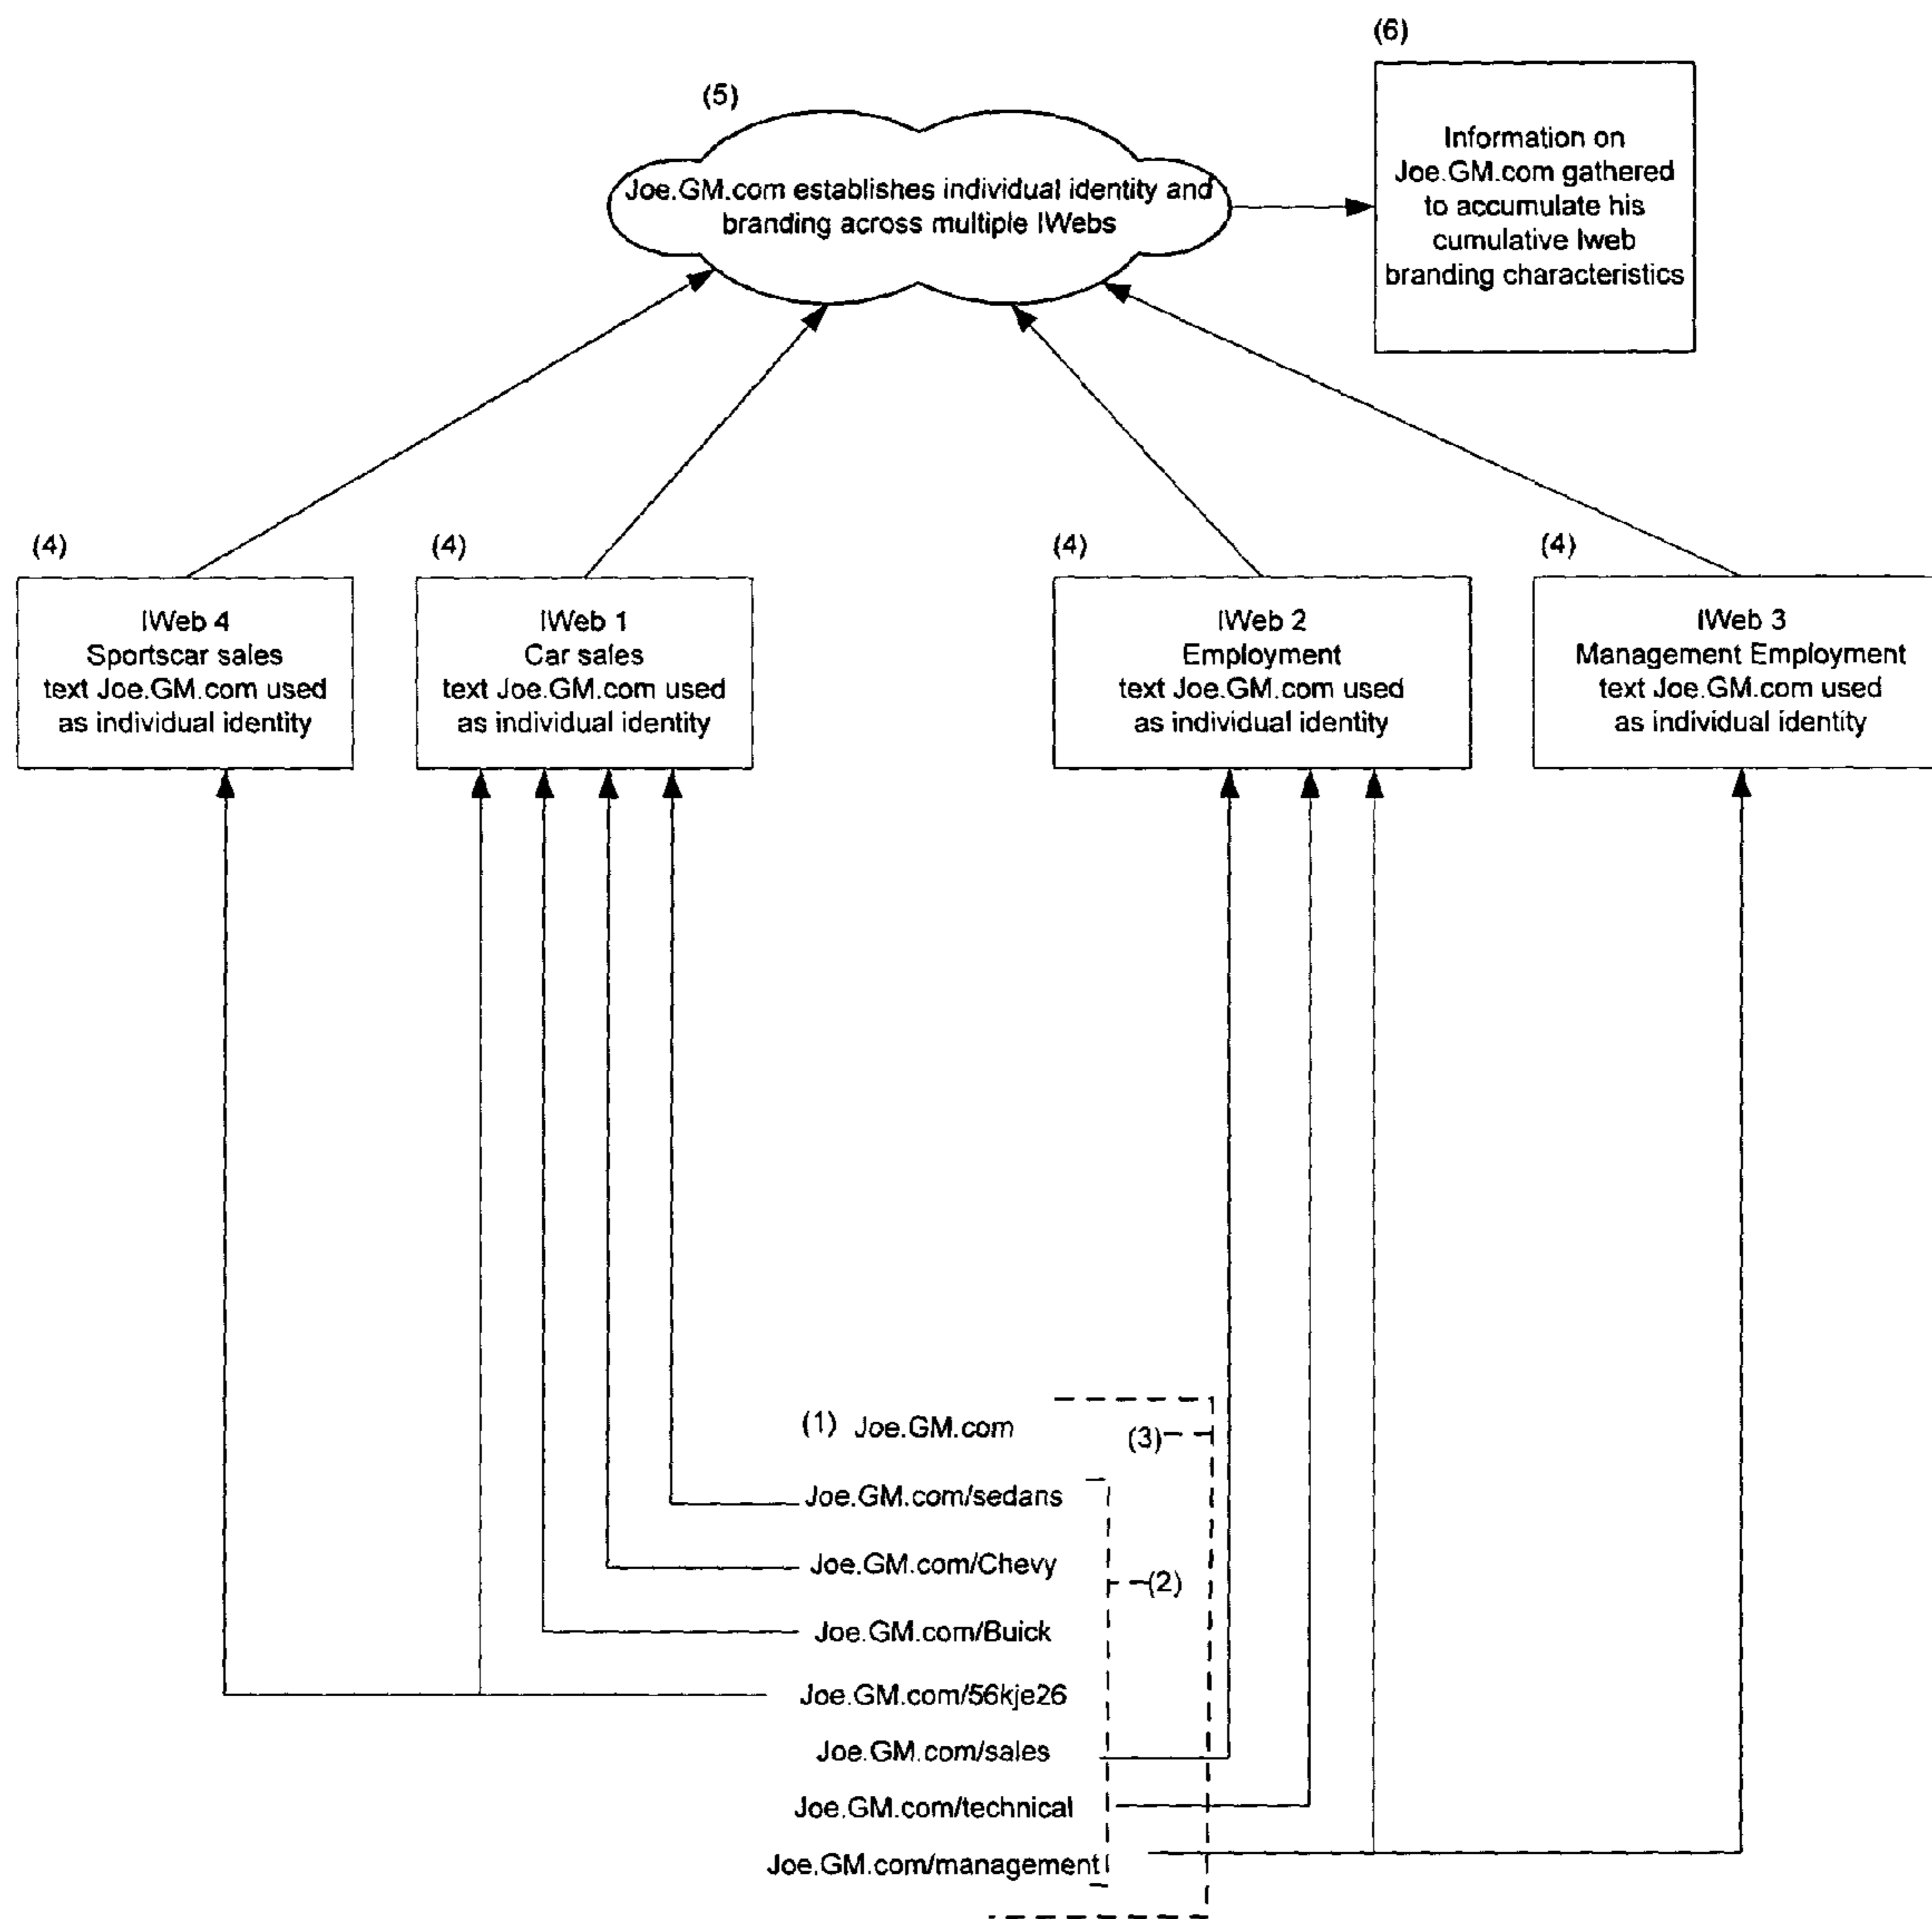 (6)
(5)
Information on
Joe.GM.com gathered
to accumulate his
cumulative Iweb
branding characteristics
Joe.GM.com establishes individual identity and
branding across multiple IWebs
(4)
IWeb 4
Sportscar sales
text Joe.GM.com used
as individual identity
(4)
IWeb 1
Car sales
text Joe.GM.com used
as individual identity
(4)
IWeb 2
Employment
text Joe.GM.com used
as individual identity
(4)
IWeb 3
Management Employment
text Joe.GM.com used
as individual identity
(1) Joe.GM.com
(3)
Joe.GM.com/sedans
Joe.GM.com/Chevy
(2)
Joe.GM.com/Buick
Joe.GM.com/56kje26
Joe.GM.com/sales
Joe.GM.com/technical
Joe.GM.com/management